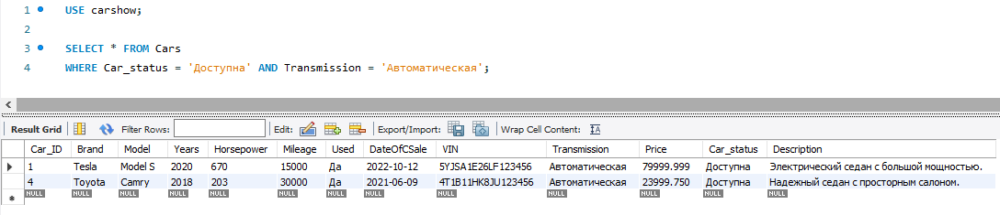 1 USE carshow;
2
3 SELECT * FROM Cars
4 WHERE Car_status = 'Доступна' AND Transmission = 'Автоматическая';
Result Grid Filter Rows: Edit: Export/Import: Wrap Cell Content:
Car_ID Brand Model Years Horsepower Mileage Used DateOfCSale VIN Transmission Price Car_status Description
1 Tesla Model S 2020 670 15000 Да 2022-10-12 5YJSA1E26LF123456 Автоматическая 79999.999 Доступна Электрический седан с большой мощностью.
4 Toyota Camry 2018 203 30000 Да 2021-06-09 4T1B11HK8JU123456 Автоматическая 23999.750 Доступна Надежный седан с просторным салоном.
NULL NULL NULL NULL NULL NULL NULL NULL NULL NULL NULL NULL NULL